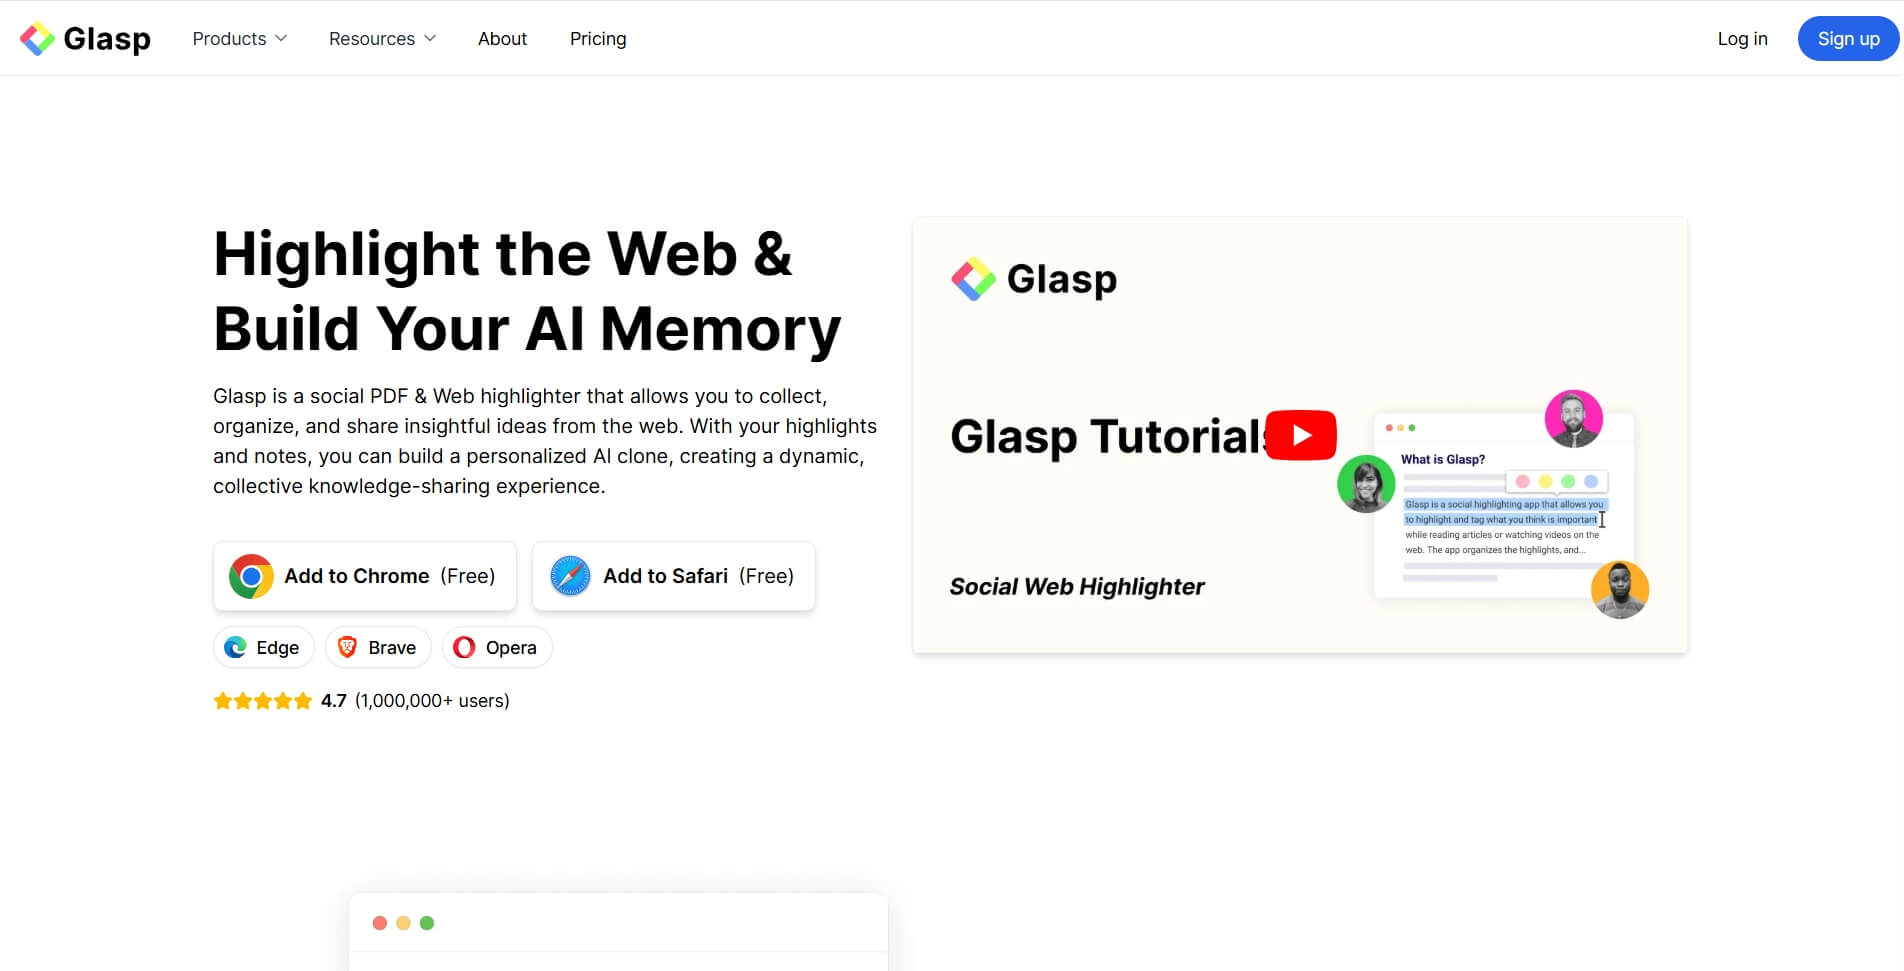 Glasp
Products
Resources
About
Pricing
Log in
Sign up
Highlight the Web &
Build Your AI Memory
Glasp is a social PDF & Web highlighter that allows you to collect,
organize, and share insightful ideas from the web. With your highlights
and notes, you can build a personalized AI clone, creating a dynamic,
collective knowledge-sharing experience.
Add to Chrome (Free)
Add to Safari (Free)
Edge
Brave
Opera
4.7 (1,000,000+ users)
Glasp
Glasp Tutorials
Social Web Highlighter
What is Glasp?
Glasp is a social highlighting app that allows you
to highlight and tag what you think is important
while reading articles or watching videos on the
web. The app organizes the highlights, and...